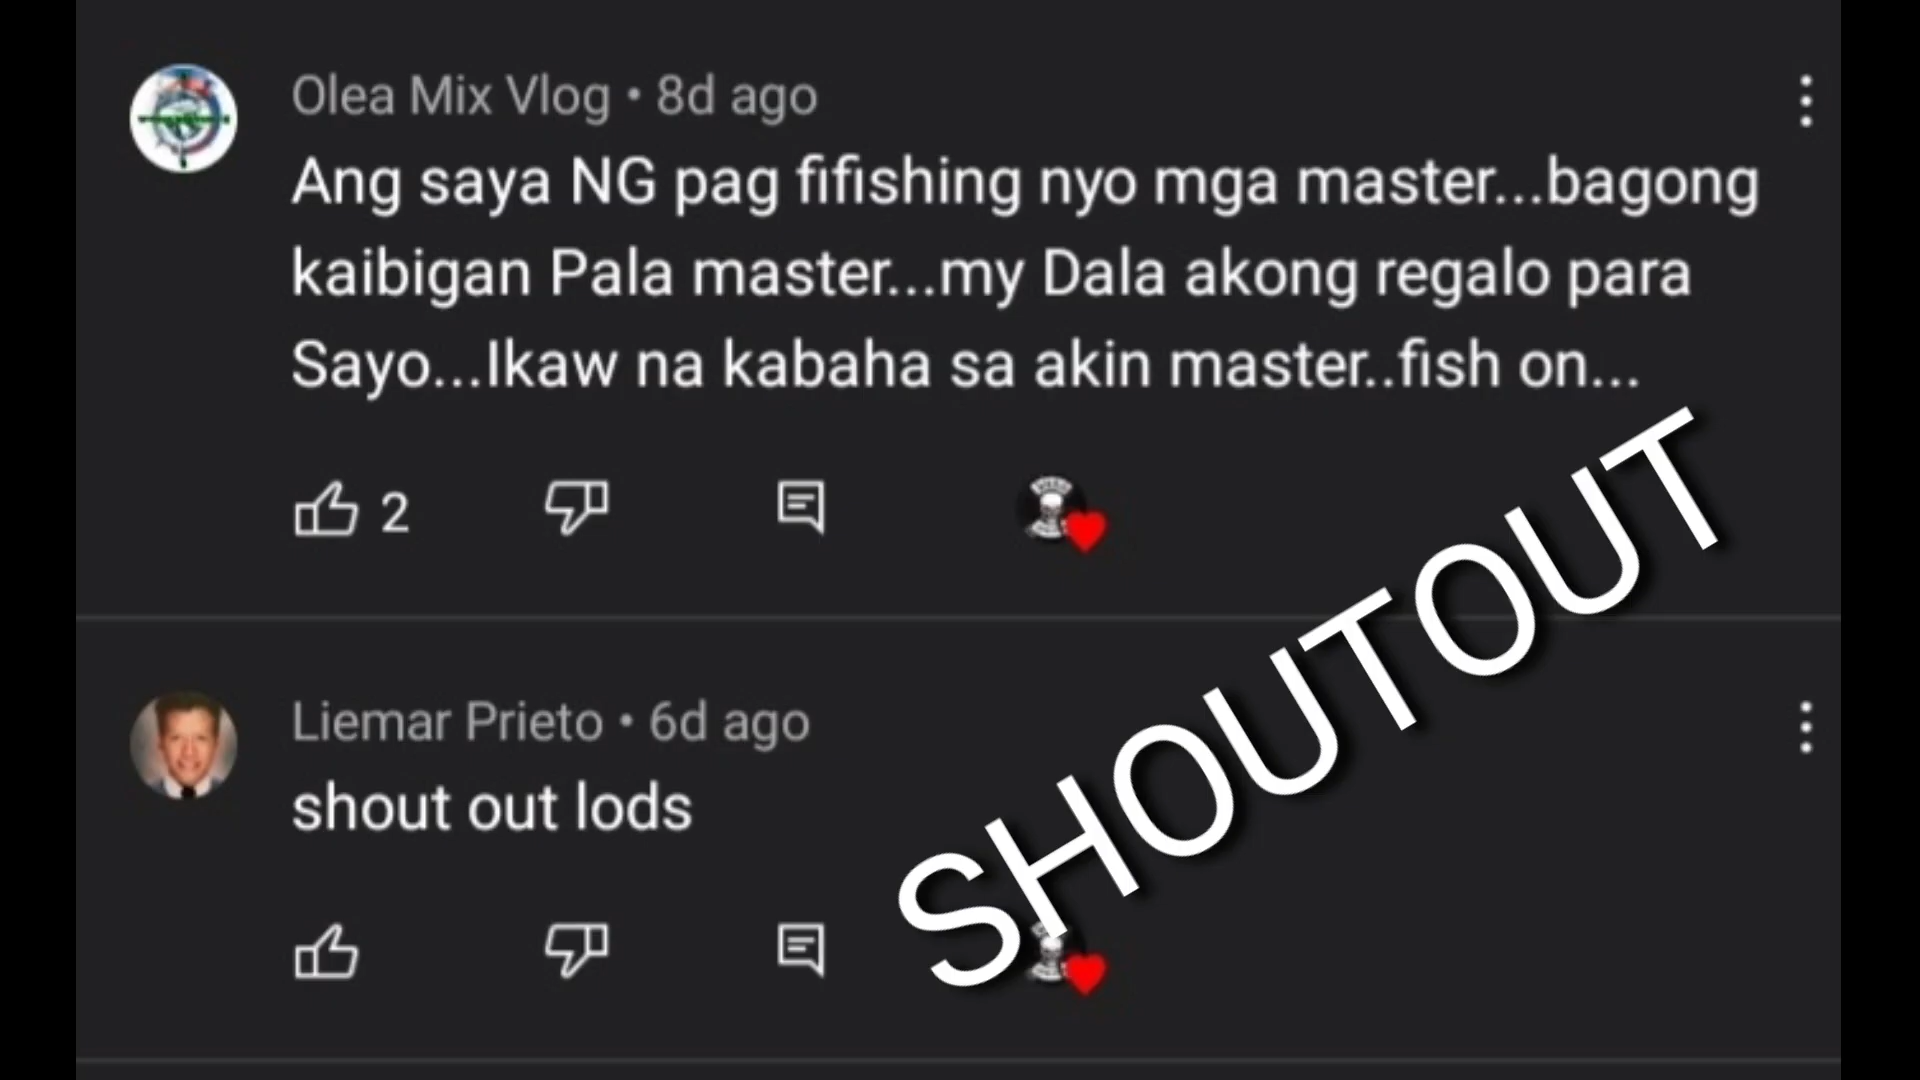 Olea Mix Vlog • 8d ago
Ang saya NG pag fifishing nyo mga master...bagong
kaibigan Pala master...my Dala akong regalo para
Sayo...Ikaw na kabaha sa akin master..fish on...
2
Liemar Prieto • 6d ago
shout out lods
SHOUTOUT